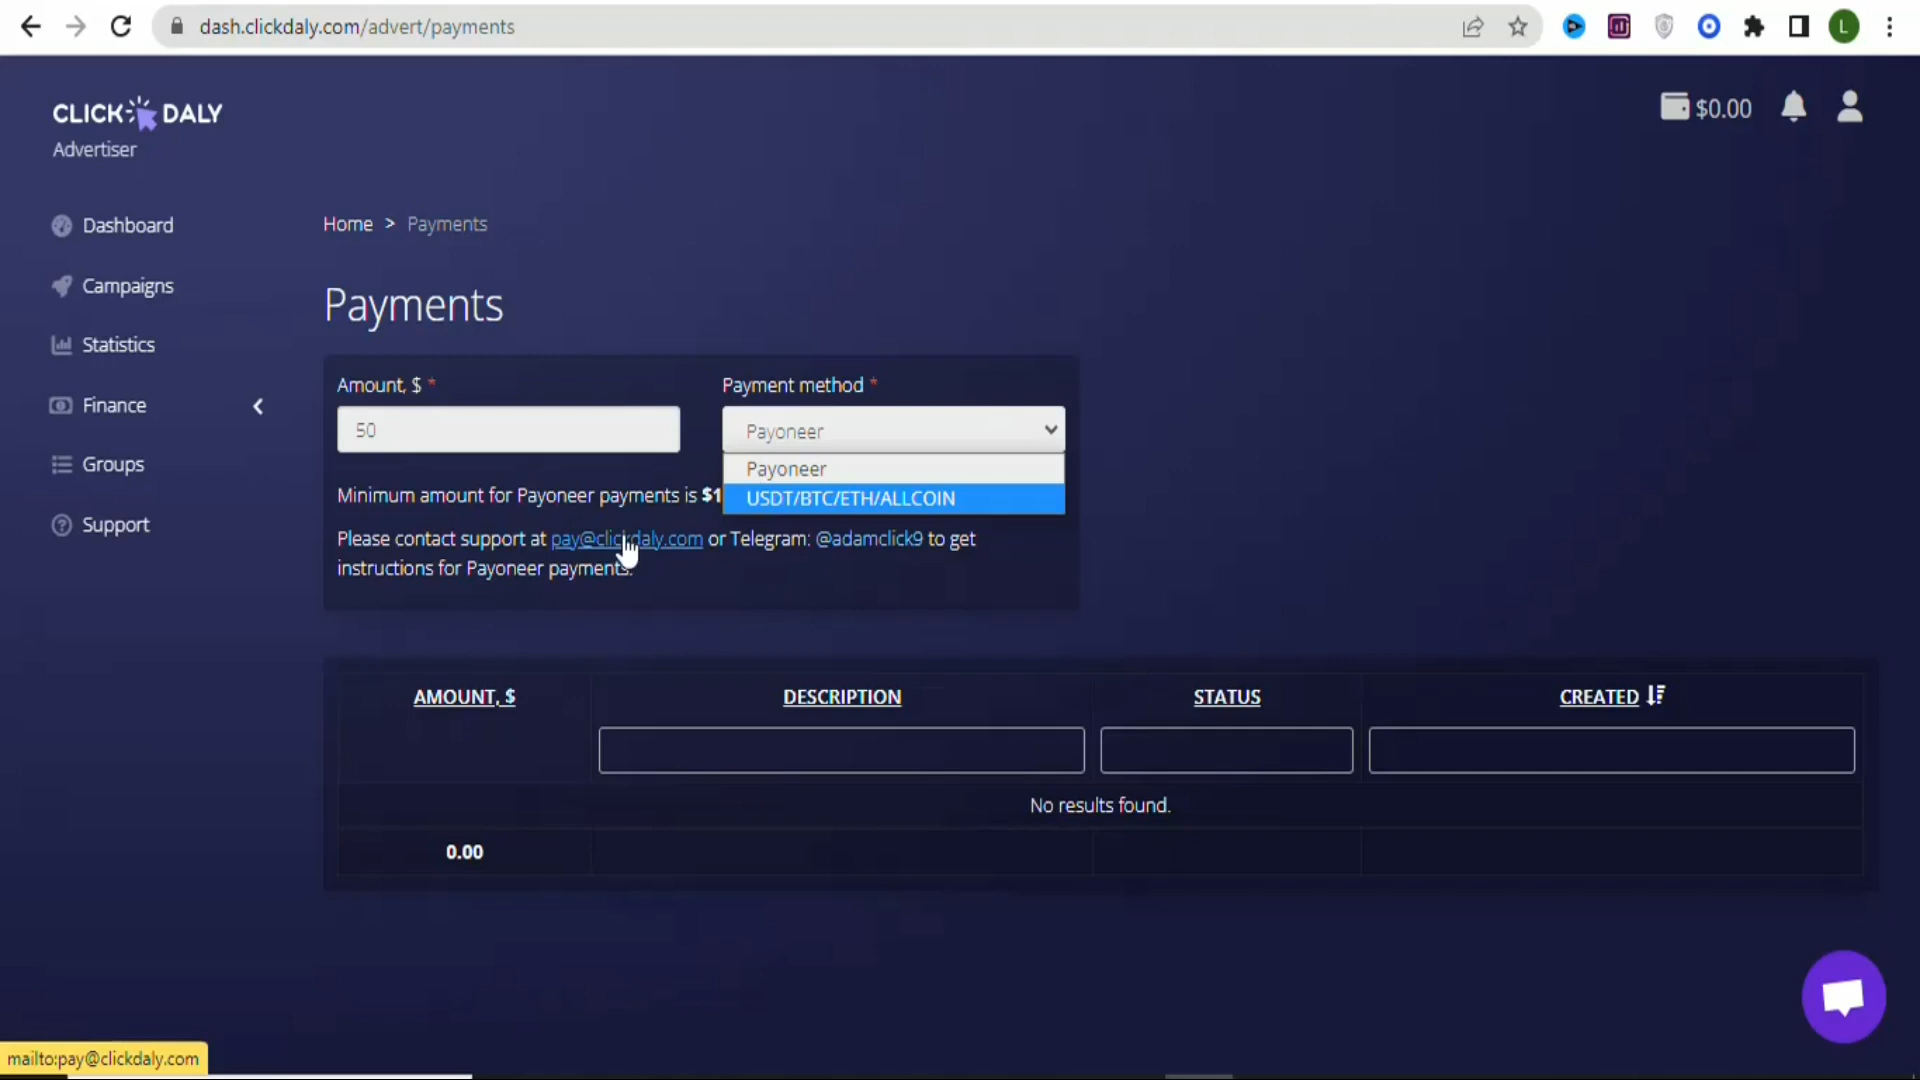 dash.clickdaly.com/advert/payments
L
CLICK DALY
Advertiser
$0.00
Dashboard
Campaigns
Statistics
Finance
Groups
Support
Home > Payments
Payments
Amount, $ *
Payment method *
50
Payoneer
Payoneer
USDT/BTC/ETH/ALLCOIN
Minimum amount for Payoneer payments is $1
Please contact support at pay@clickdaly.com or Telegram: @adamclick9 to get
instructions for Payoneer payments.
AMOUNT, $
DESCRIPTION
STATUS
CREATED
No results found.
0.00
mailto:pay@clickdaly.com